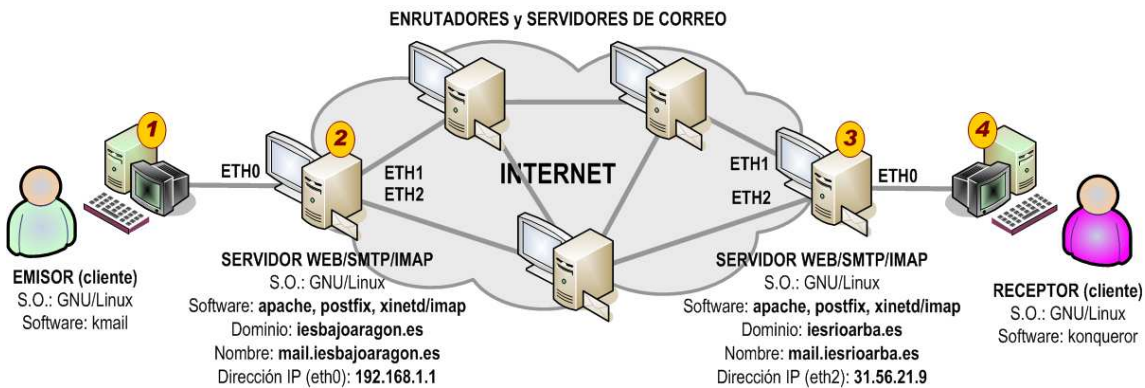 ENRUTADORES y SERVIDORES DE CORREO
1
2
3
4
ETH0
ETH1
ETH2
INTERNET
ETH1
ETH2
ETH0
EMISOR (cliente)
S.O.: GNU/Linux
Software: kmail
SERVIDOR WEB/SMTP/IMAP
S.O.: GNU/Linux
Software: apache, postfix, xinetd/imap
Dominio: iesbajoaragon.es
Nombre: mail.iesbajoaragon.es
Dirección IP (eth0): 192.168.1.1
SERVIDOR WEB/SMTP/IMAP
S.O.: GNU/Linux
Software: apache, postfix, xinetd/imap
Dominio: iesrioarba.es
Nombre: mail.iesrioarba.es
Dirección IP (eth2): 31.56.21.9
RECEPTOR (cliente)
S.O.: GNU/Linux
Software: konqueror